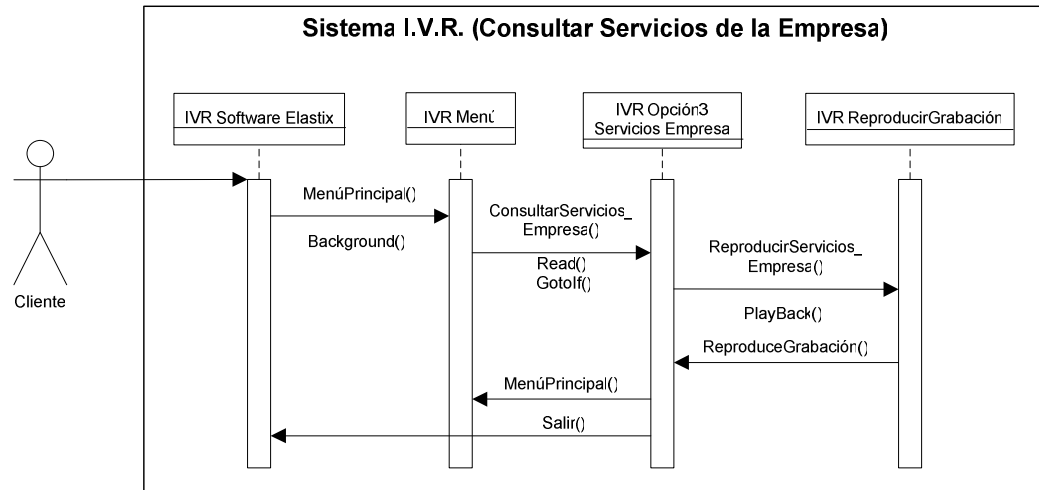 Sistema I.V.R. (Consultar Servicios de la Empresa)
IVR Software Elastix
IVR Menú
IVR Opción3
Servicios Empresa
IVR ReproducirGrabación
MenúPrincipal()
Background()
ConsultarServicios_
Empresa()
Read()
GotoIf()
ReproducirServicios_
Empresa()
PlayBack()
ReproduceGrabación()
MenúPrincipal()
Salir()
Cliente